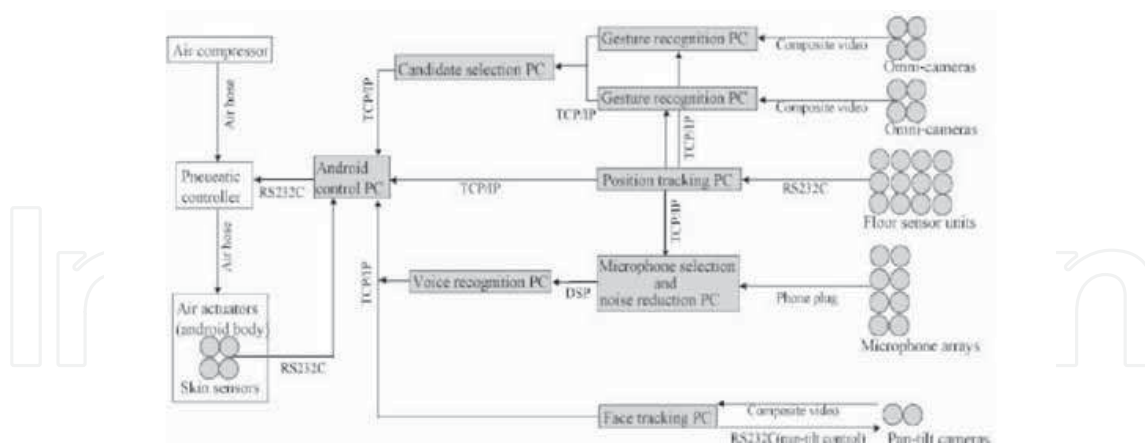 Air compressor
Air hose
Pneuatic
controller
Air hose
Air actuators
(android body)
Skin sensors
RS232C
RS232C
Android
control PC
TCP/IP
Candidate selection PC
TCP/IP
Gesture recognition PC
Composite video
Omni-cameras
Gesture recognition PC
Composite video
Omni-cameras
TCP/IP
TCP/IP
Position tracking PC
RS232C
Floor sensor units
TCP/IP
Microphone selection
and
noise reduction PC
Phone plug
Microphone arrays
DSP
Voice recognition PC
TCP/IP
Face tracking PC
Composite video
RS232C(pan-tilt control)
Pan-tilt cameras